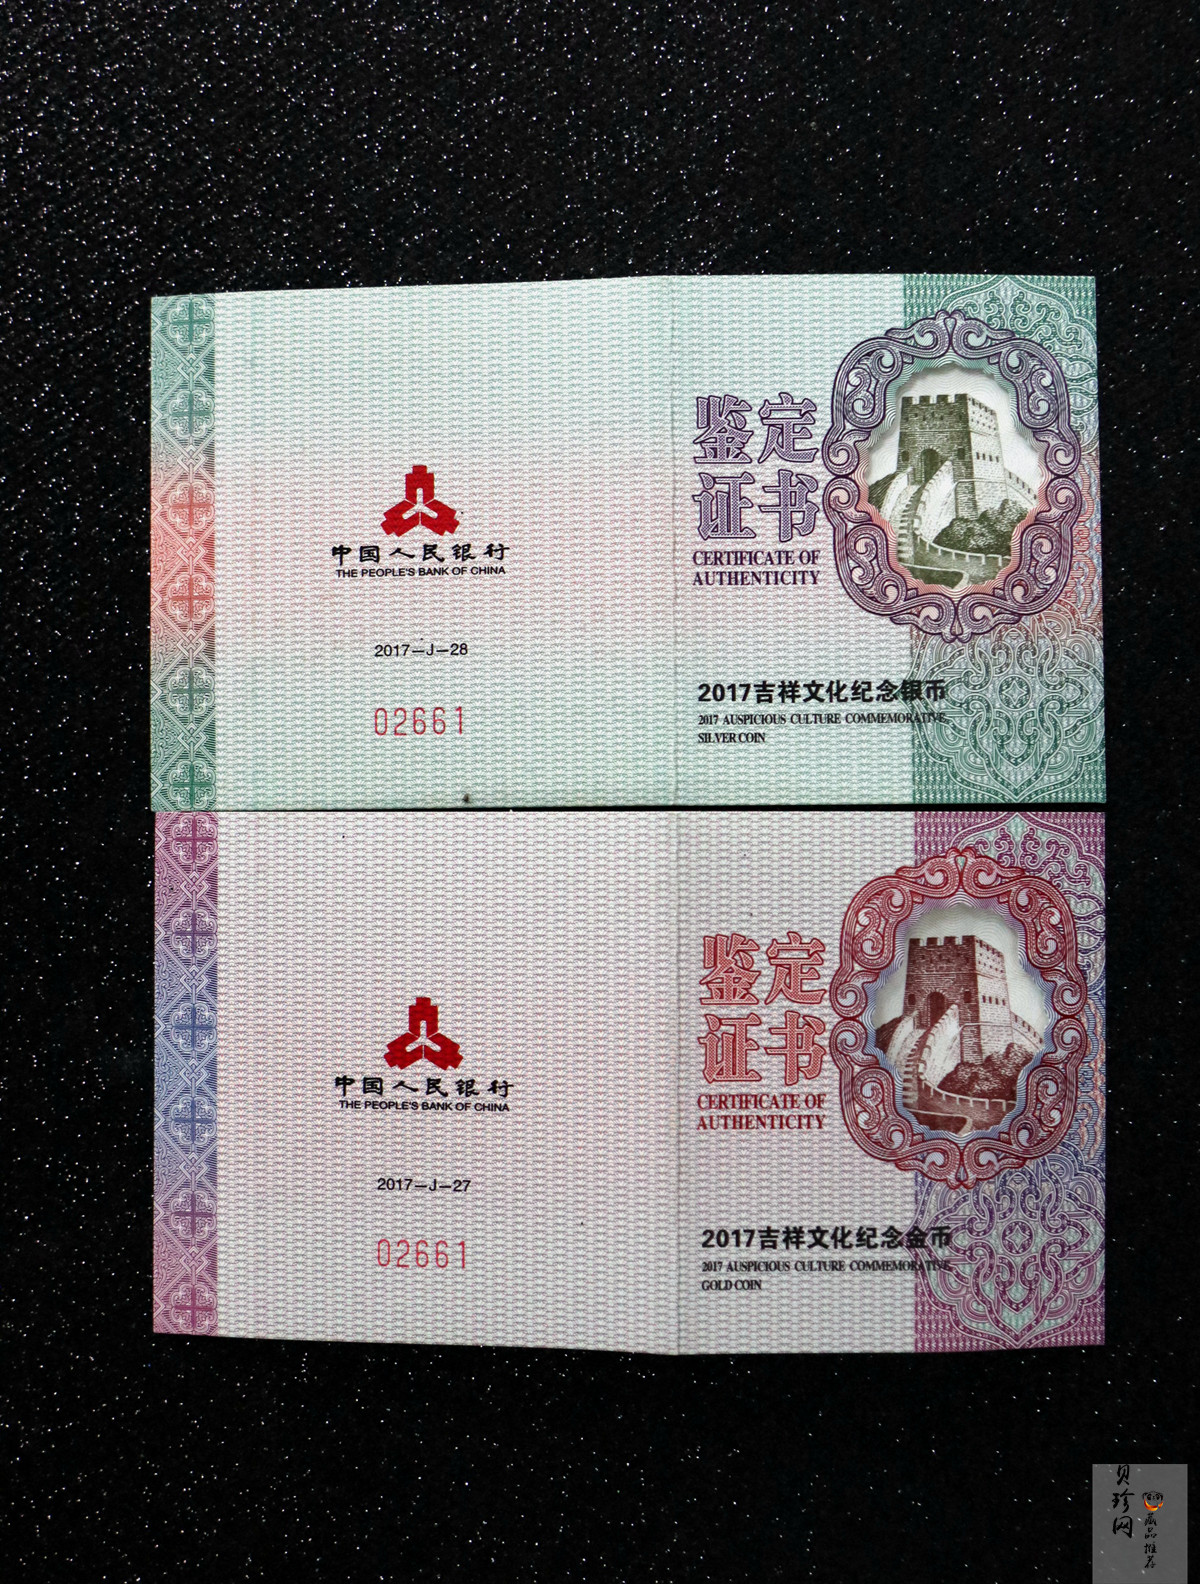 中国人民银行
THE PEOPLE'S BANK OF CHINA
2017—J—28
02661
鉴定
证书
CERTIFICATE OF
AUTHENTICITY
2017吉祥文化纪念银币
2017 AUSPICIOUS CULTURE COMMEMORATIVE
SILVER COIN
中国人民银行
THE PEOPLE'S BANK OF CHINA
2017—J—27
02661
鉴定
证书
CERTIFICATE OF
AUTHENTICITY
2017吉祥文化纪念金币
2017 AUSPICIOUS CULTURE COMMEMORATIVE
GOLD COIN
贝珍网
藏品推荐